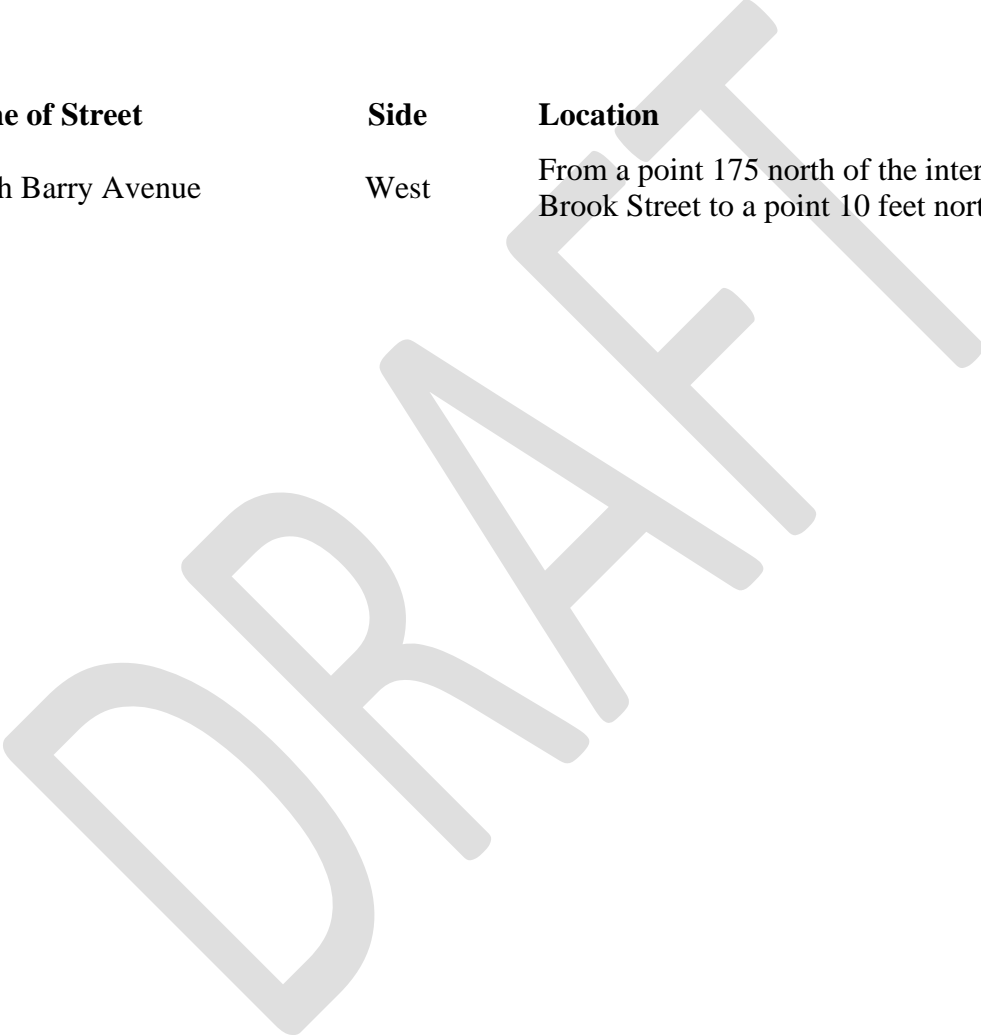 ne of Street Side Location
h Barry Avenue West From a point 175 north of the inter
Brook Street to a point 10 feet nort
DRAFT